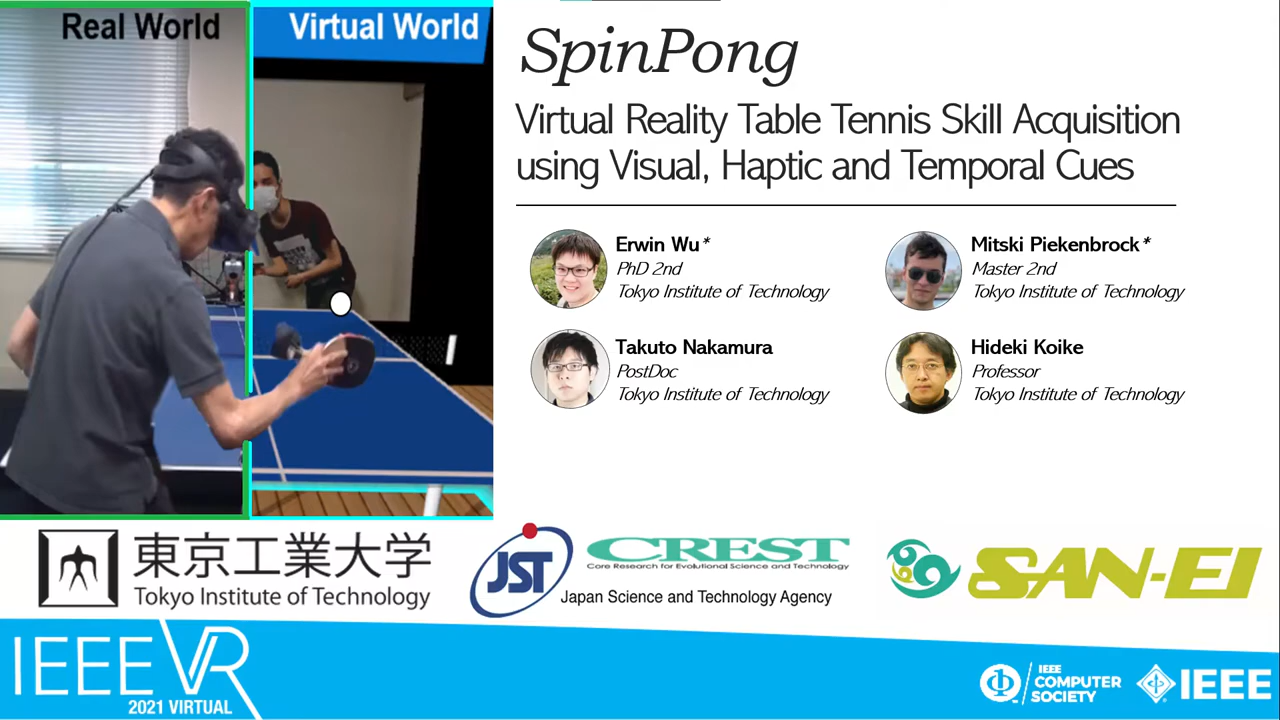 Real World
Virtual World
SpinPong
Virtual Reality Table Tennis Skill Acquisition
using Visual, Haptic and Temporal Cues
Erwin Wu*
PhD 2nd
Tokyo Institute of Technology
Mitski Piekenbrock*
Master 2nd
Tokyo Institute of Technology
Takuto Nakamura
PostDoc
Tokyo Institute of Technology
Hideki Koike
Professor
Tokyo Institute of Technology
東京工業大学
Tokyo Institute of Technology
JST
CREST
Core Research for Evolutional Science and Technology
Japan Science and Technology Agency
SAN-EI
IEEE VR
2021 VIRTUAL
IEEE
COMPUTER
SOCIETY
IEEE